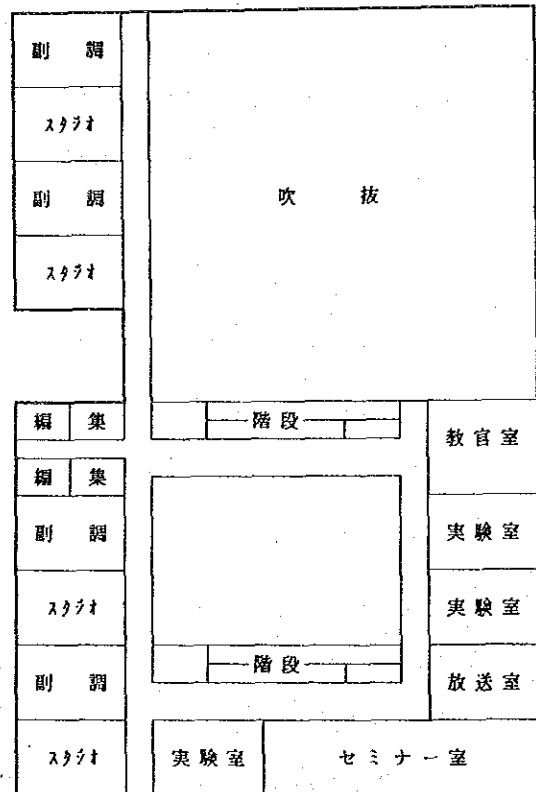 副調
スタジオ
副調
吹抜
スタジオ
編集
階段
教官室
編集
副調
実験室
スタジオ
実験室
階段
副調
放送室
スタジオ
実験室
セミナー室